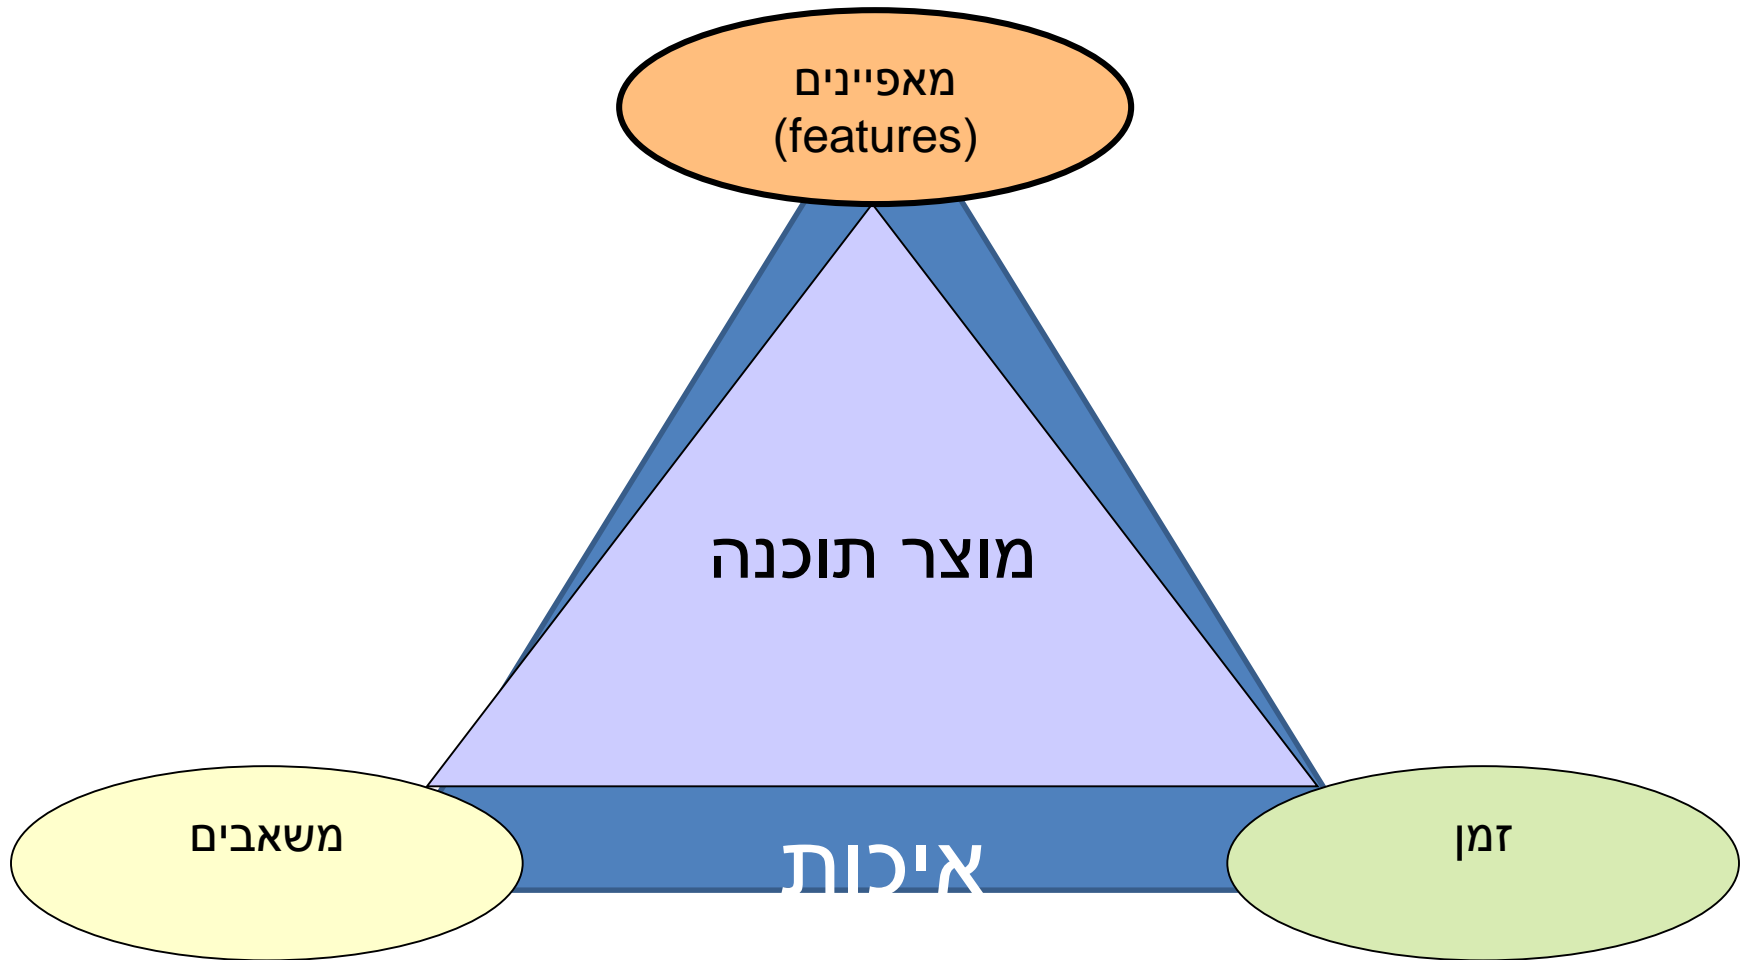 מאפיינים
(features)
מוצר תוכנה
משאבים
איכות
זמן